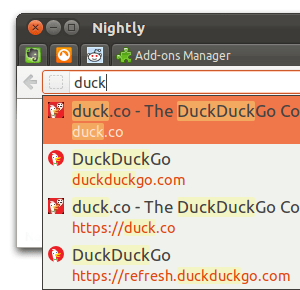 Nightly
Add-ons Manager
duck
duck.co - The DuckDuckGo Co
duck.co
DuckDuckGo
duckduckgo.com
duck.co - The DuckDuckGo Co
https://duck.co
DuckDuckGo
https://refresh.duckduckgo.com